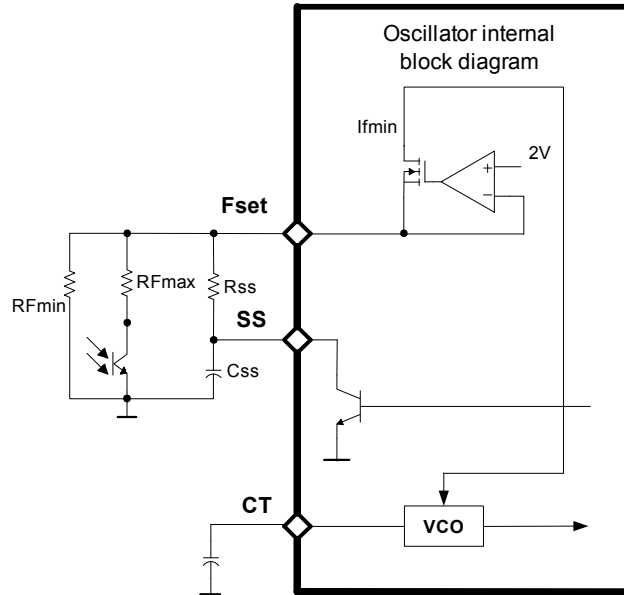 Oscillator internal
block diagram
Ifmin
2V
+
−
Fset
RFmax
Rss
RFmin
SS
Css
CT
VCO